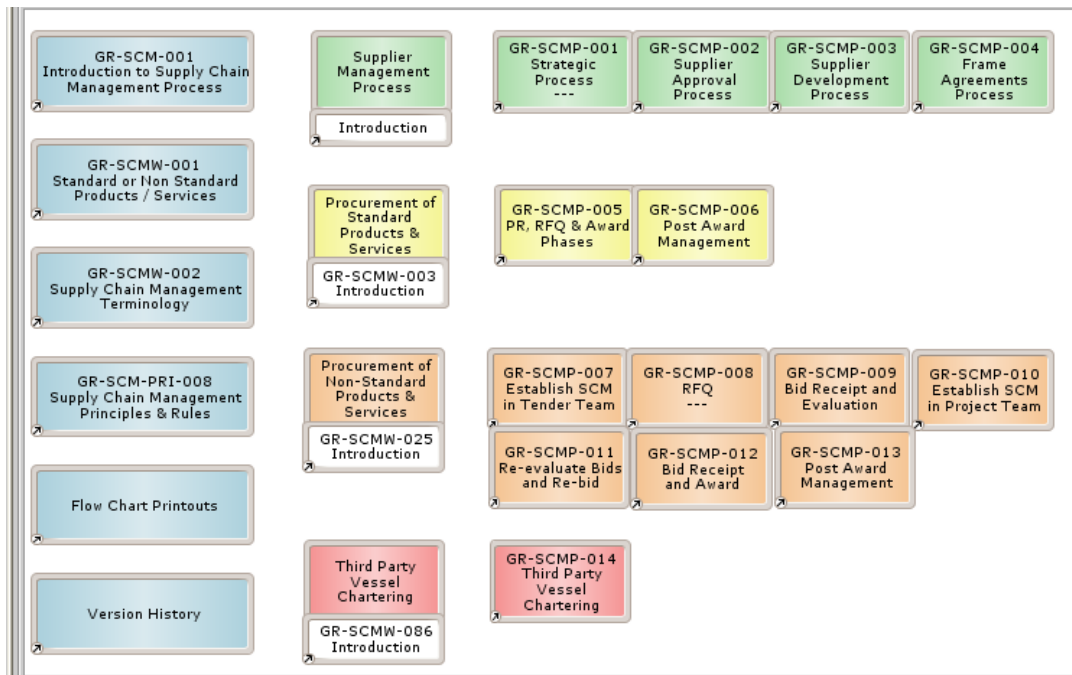 GR-SCM-001
Introduction to Supply Chain
Management Process
GR-SCMW-001
Standard or Non Standard
Products / Services
GR-SCMW-002
Supply Chain Management
Terminology
GR-SCM-PRI-008
Supply Chain Management
Principles & Rules
Flow Chart Printouts
Version History
Supplier
Management
Process
Introduction
GR-SCMP-001
Strategic
Process
---
GR-SCMP-002
Supplier
Approval
Process
GR-SCMP-003
Supplier
Development
Process
GR-SCMP-004
Frame
Agreements
Process
Procurement of
Standard
Products &
Services
GR-SCMW-003
Introduction
GR-SCMP-005
PR, RFQ & Award
Phases
GR-SCMP-006
Post Award
Management
Procurement of
Non-Standard
Products &
Services
GR-SCMW-025
Introduction
GR-SCMP-007
Establish SCM
in Tender Team
GR-SCMP-008
RFQ
---
GR-SCMP-009
Bid Receipt and
Evaluation
GR-SCMP-010
Establish SCM
in Project Team
GR-SCMP-011
Re-evaluate Bids
and Re-bid
GR-SCMP-012
Bid Receipt
and Award
GR-SCMP-013
Post Award
Management
Third Party
Vessel
Chartering
GR-SCMW-086
Introduction
GR-SCMP-014
Third Party
Vessel
Chartering